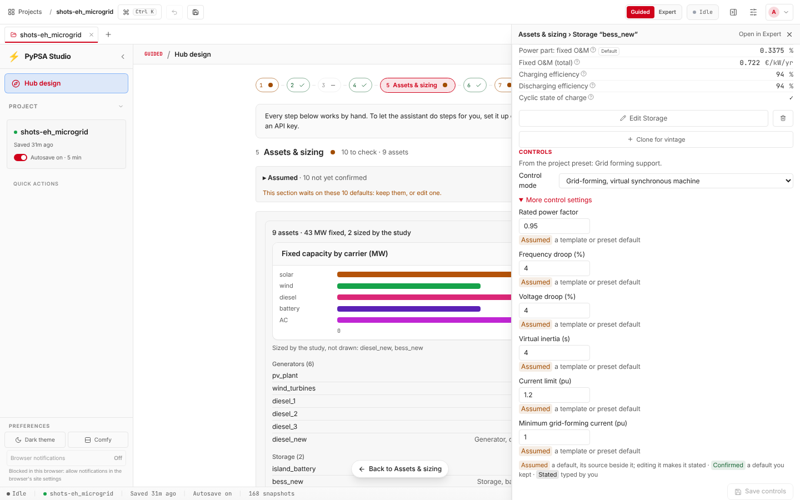 Projects / shots-eh_microgrid ⌘ Ctrl K Guided Expert Idle A
shots-eh_microgrid × +
PyPSA Studio
Hub design
PROJECT
shots-eh_microgrid
Saved 31m ago
Autosave on · 5 min
QUICK ACTIONS
PREFERENCES
Dark theme Comfy
Browser notifications Off
Blocked in this browser: allow notifications in the
browser's site settings
GUIDED / Hub design
1 2 ✓ 3 – 4 ✓ 5 Assets & sizing 6 ✓ 7
Every step below works by hand. To let the assistant do steps for you, set it up
an API key.
5 Assets & sizing 10 to check · 9 assets
▸ Assumed · 10 not yet confirmed
This section waits on these 10 defaults: keep them, or edit one.
9 assets · 43 MW fixed, 2 sized by the study
Fixed capacity by carrier (MW)
solar
wind
diesel
battery
AC
0
Sized by the study, not drawn: diesel_new, bess_new
Generators (6)
pv_plant
wind_turbines
diesel_1
diesel_2
diesel_3
diesel_new Generator,
Storage (2)
island_battery
bess_new Storage,
← Back to Assets & sizing
Assets & sizing › Storage “bess_new” Open in Expert ✕
Power part: fixed O&M ? Default 0.3375 %
Fixed O&M (total) ? 0.722 €/kW/yr
Charging efficiency ? 94 %
Discharging efficiency ? 94 %
Cyclic state of charge ? ✓
Edit Storage
+ Clone for vintage
CONTROLS
From the project preset: Grid forming support.
Control mode Grid-forming, virtual synchronous machine
▼ More control settings
Rated power factor
0.95
Assumed a template or preset default
Frequency droop (%)
4
Assumed a template or preset default
Voltage droop (%)
4
Assumed a template or preset default
Virtual inertia (s)
4
Assumed a template or preset default
Current limit (pu)
1.2
Assumed a template or preset default
Minimum grid-forming current (pu)
1
Assumed a template or preset default
Assumed a default, its source beside it; editing it makes it stated · Confirmed a default you
kept · Stated typed by you
Save controls
Idle shots-eh_microgrid Saved 31m ago Autosave on 168 snapshots